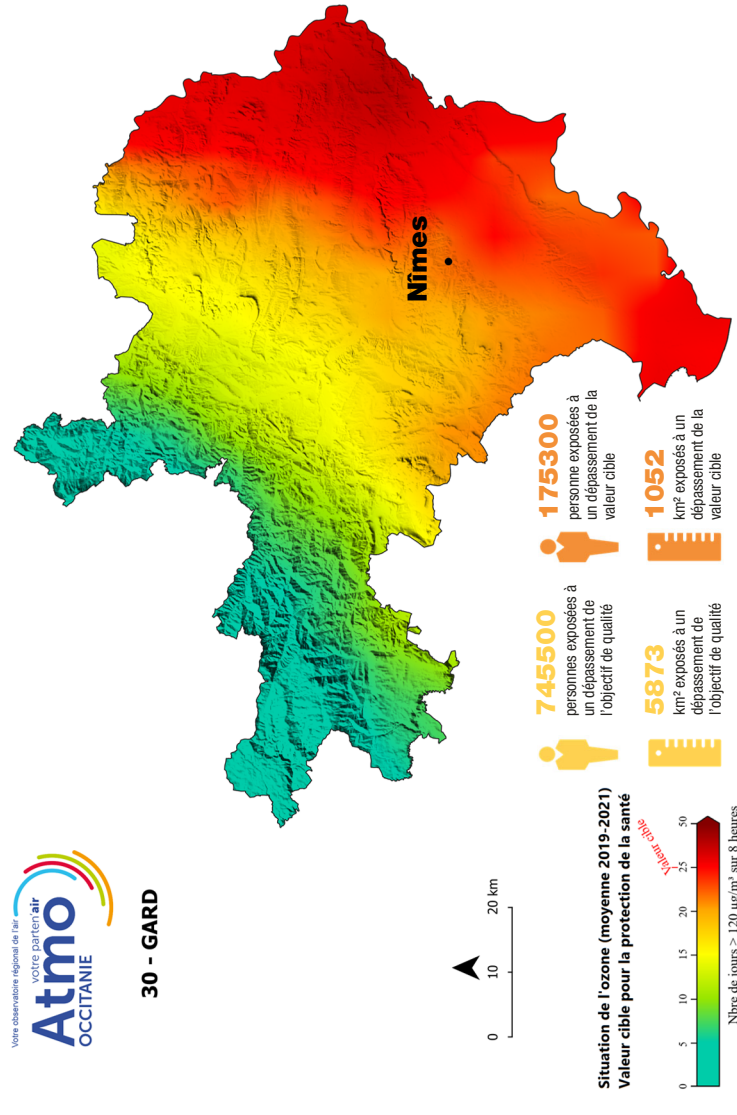 Votre observatoire régional de l'air
votre parten'air
Atmo
OCCITANIE
30 - GARD
Nîmes
0 10 20 km
745500
personnes exposées à
un dépassement de
l'objectif de qualité
175300
personne exposées à
un dépassement de la
valeur cible
5873
km² exposés à un
dépassement de
l'objectif de qualité
1052
km² exposés à un
dépassement de la
valeur cible
Situation de l'ozone (moyenne 2019-2021)
Valeur cible pour la protection de la santé
Valeur cible
0 5 10 15 20 25 50
Nbre de jours > 120 µg/m³ sur 8 heures